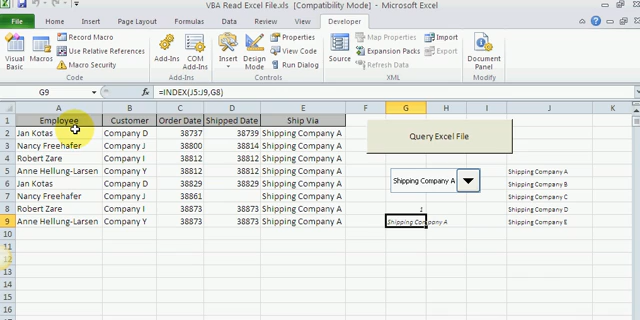 VBA Read Excel File.xls [Compatibility Mode] - Microsoft Excel
File Home Insert Page Layout Formulas Data Review View Developer
Visual Basic Macros Record Macro Use Relative References Macro Security
Add-Ins COM Add-Ins
Insert Design Mode Properties View Code Run Dialog
Source Map Properties Expansion Packs Refresh Data Import Export
Document Panel
Code Add-Ins Controls XML Modify
G9 fx =INDEX(J5:J9,G8)
A B C D E F G H I J K
1 Employee Customer Order Date Shipped Date Ship Via
2 Jan Kotas Company D 38737 38739 Shipping Company A
Query Excel File
3 Nancy Freehafer Company J 38800 38814 Shipping Company A
4 Robert Zare Company I 38812 38812 Shipping Company A
5 Anne Hellung-Larsen Company Y 38812 38812 Shipping Company A Shipping Company A
6 Jan Kotas Company D 38829 38829 Shipping Company A Shipping Company A Shipping Company B
7 Nancy Freehafer Company J 38861 Shipping Company A Shipping Company C
8 Robert Zare Company I 38873 38873 Shipping Company A 1 Shipping Company D
9 Anne Hellung-Larsen Company Y 38873 38873 Shipping Company A Shipping Company A Shipping Company E
10
11
12
13
14
15
16